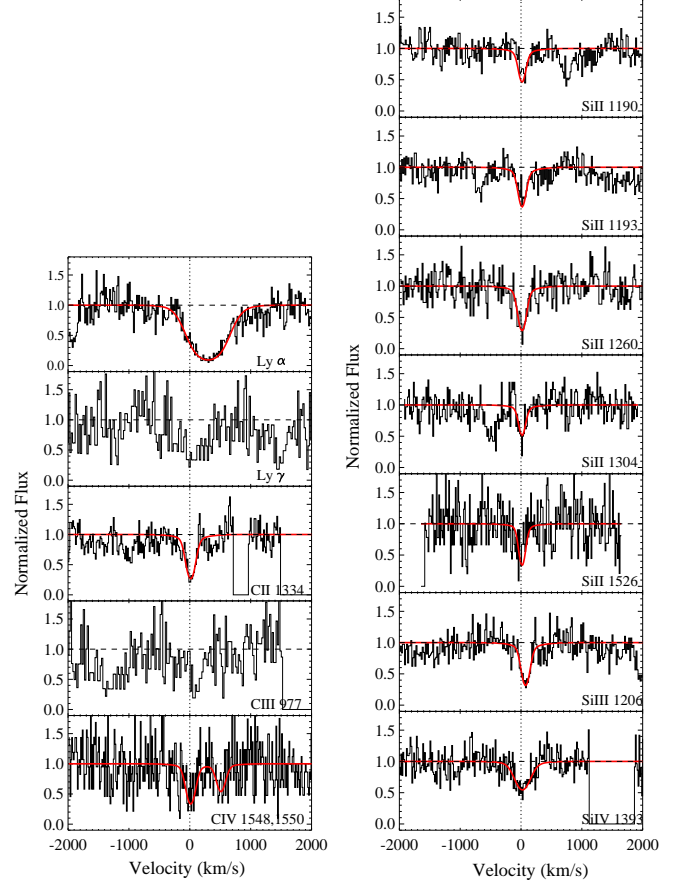 1.5
1.0
0.5
0.0
Ly α
1.5
1.0
0.5
0.0
Ly γ
1.5
1.0
0.5
0.0
CII 1334
1.5
1.0
0.5
0.0
CIII 977
1.5
1.0
0.5
0.0
CIV 1548,1550
-2000 -1000 0 1000 2000
Velocity (km/s)
Normalized Flux
1.5
1.0
0.5
0.0
SiII 1190
1.5
1.0
0.5
0.0
SiII 1193
1.5
1.0
0.5
0.0
SiII 1260
1.5
1.0
0.5
0.0
SiII 1304
1.5
1.0
0.5
0.0
SiII 1526
1.5
1.0
0.5
0.0
SiIII 1206
1.5
1.0
0.5
0.0
SiIV 1393
-2000 -1000 0 1000 2000
Velocity (km/s)
Normalized Flux